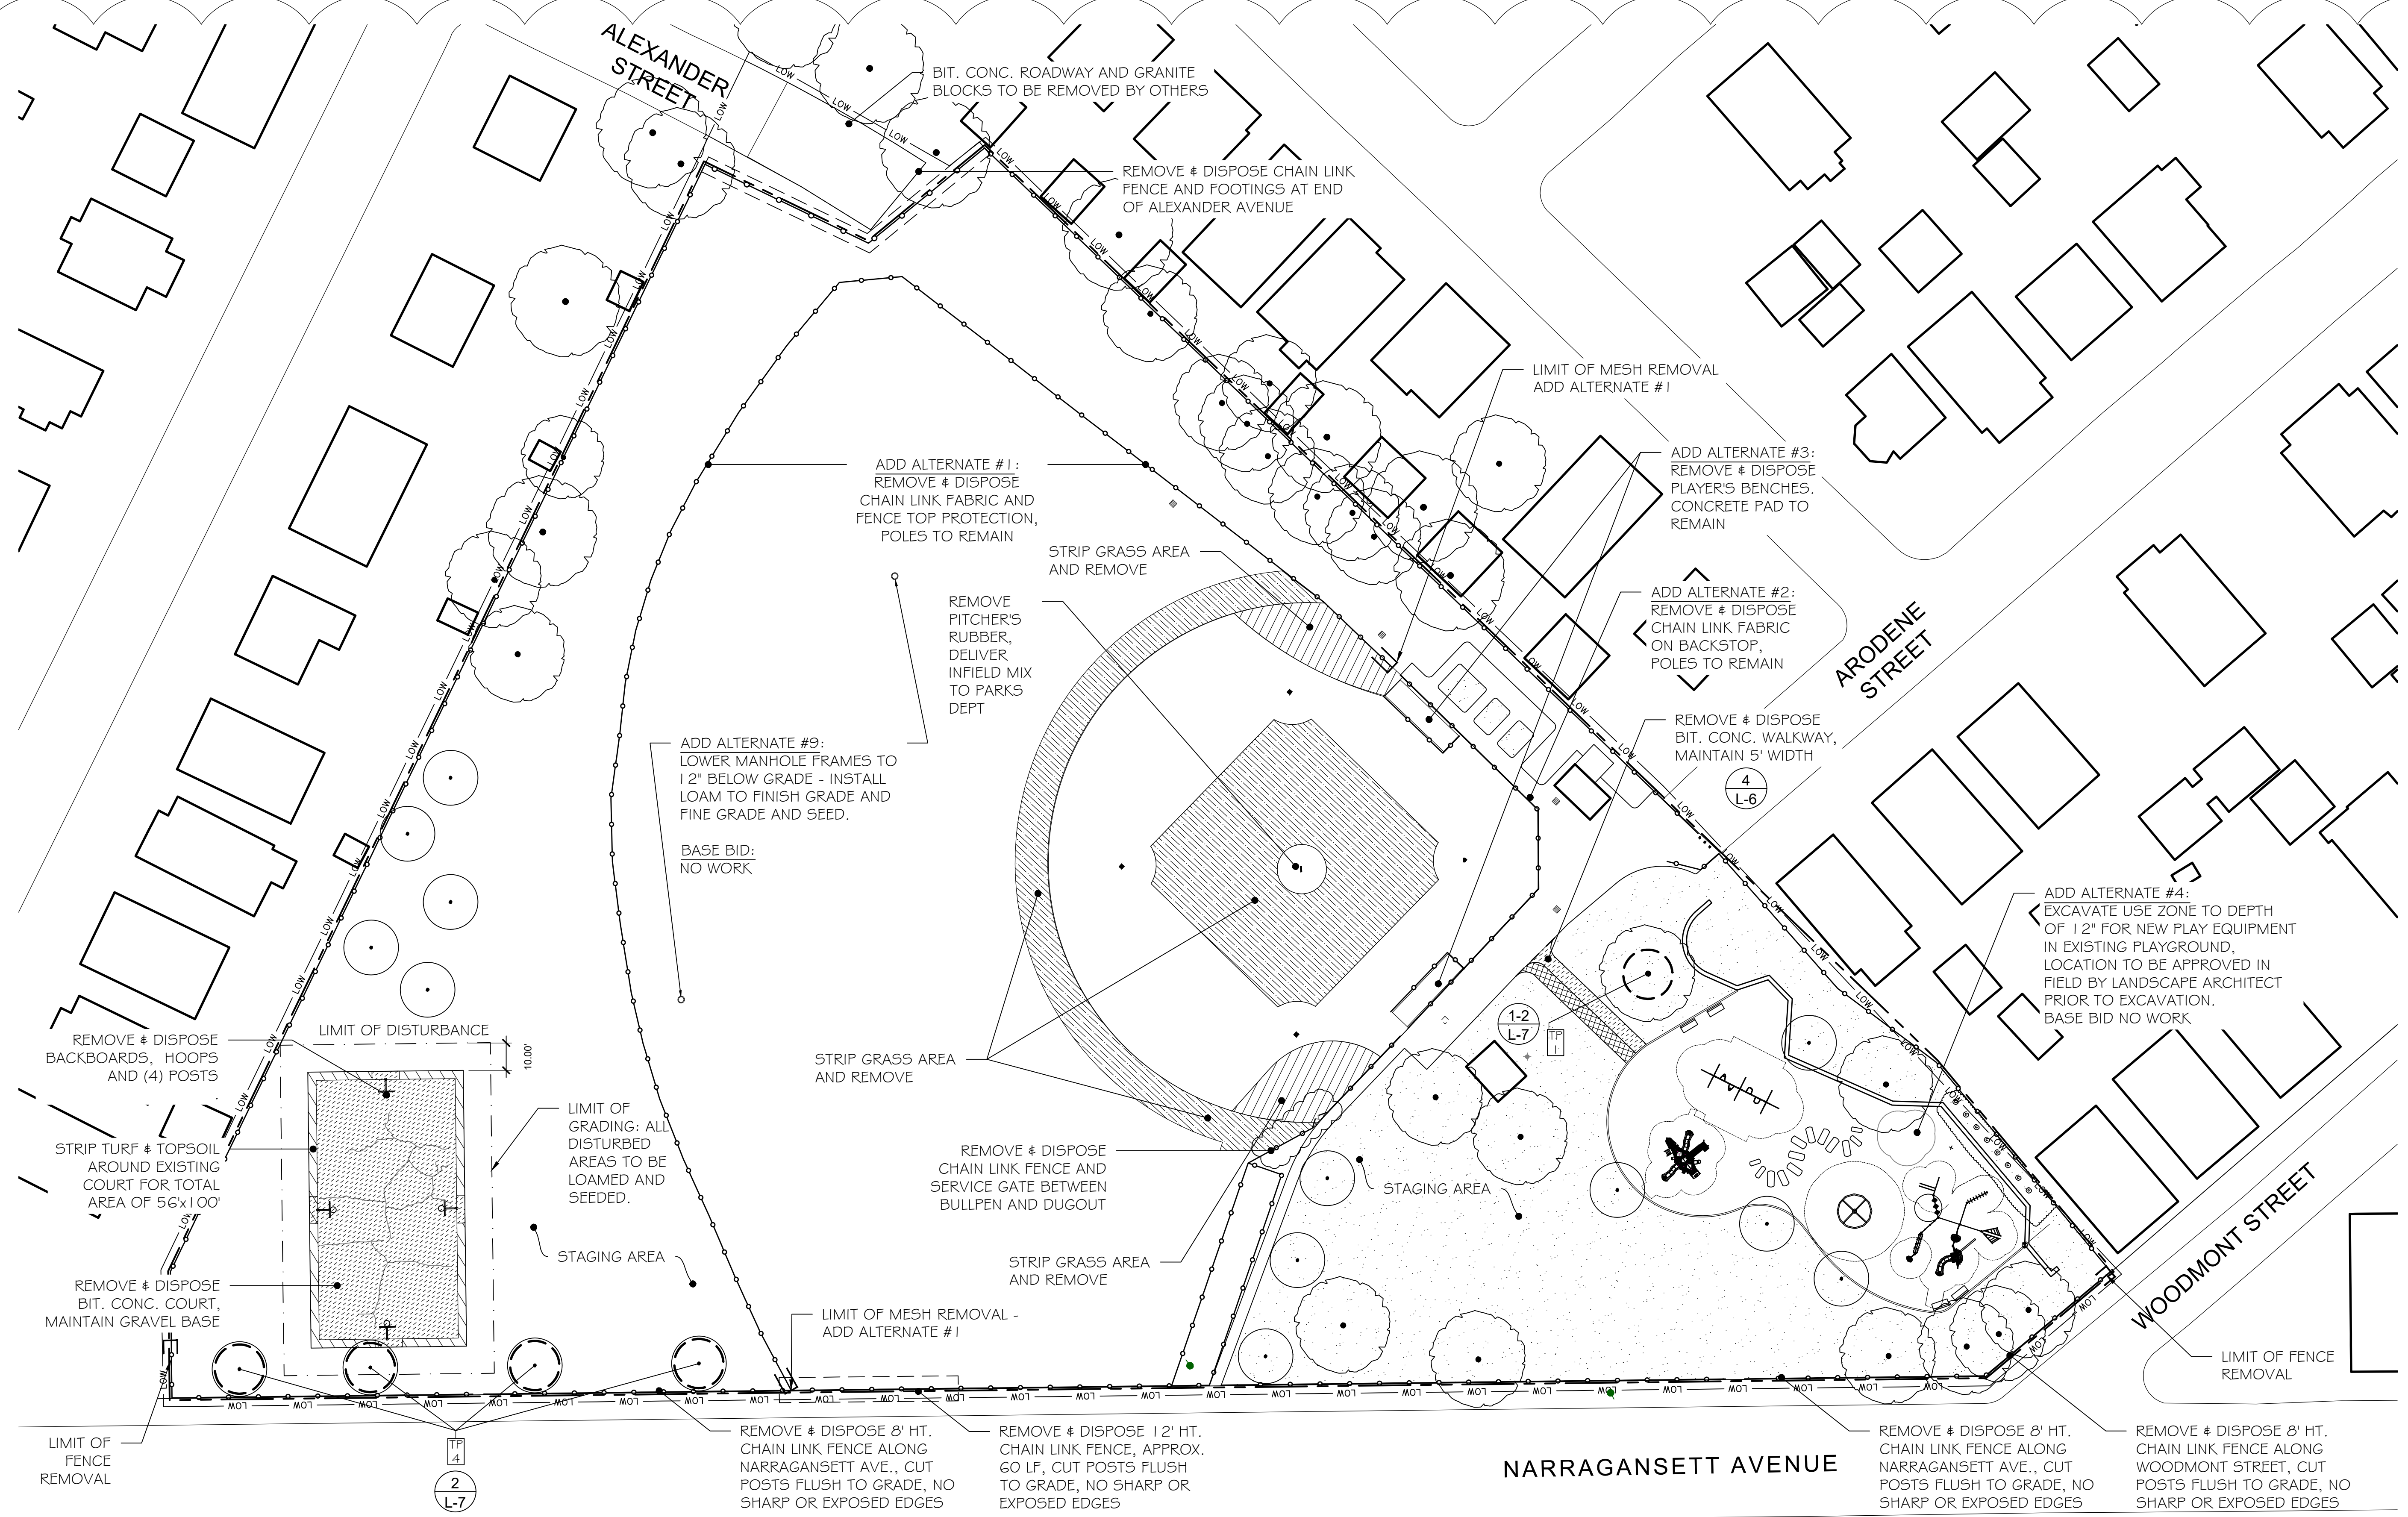 ALEXANDER
STREET
BIT. CONC. ROADWAY AND GRANITE
BLOCKS TO BE REMOVED BY OTHERS
REMOVE & DISPOSE CHAIN LINK
FENCE AND FOOTINGS AT END
OF ALEXANDER AVENUE
LIMIT OF MESH REMOVAL
ADD ALTERNATE #1
ADD ALTERNATE #1:
REMOVE & DISPOSE
CHAIN LINK FABRIC AND
FENCE TOP PROTECTION,
POLES TO REMAIN
ADD ALTERNATE #3:
REMOVE & DISPOSE
PLAYER'S BENCHES.
CONCRETE PAD TO
REMAIN
STRIP GRASS AREA
AND REMOVE
REMOVE
PITCHER'S
RUBBER,
DELIVER
INFIELD MIX
TO PARKS
DEPT
ADD ALTERNATE #2:
REMOVE & DISPOSE
CHAIN LINK FABRIC
ON BACKSTOP,
POLES TO REMAIN
ARODENE
STREET
REMOVE & DISPOSE
BIT. CONC. WALKWAY,
MAINTAIN 5' WIDTH
4
L-6
ADD ALTERNATE #9:
LOWER MANHOLE FRAMES TO
12" BELOW GRADE - INSTALL
LOAM TO FINISH GRADE AND
FINE GRADE AND SEED.
BASE BID:
NO WORK
ADD ALTERNATE #4:
EXCAVATE USE ZONE TO DEPTH
OF 12" FOR NEW PLAY EQUIPMENT
IN EXISTING PLAYGROUND,
LOCATION TO BE APPROVED IN
FIELD BY LANDSCAPE ARCHITECT
PRIOR TO EXCAVATION.
BASE BID NO WORK
1-2
L-7
TP
1
LIMIT OF DISTURBANCE
10.00'
REMOVE & DISPOSE
BACKBOARDS, HOOPS
AND (4) POSTS
STRIP GRASS AREA
AND REMOVE
LIMIT OF
GRADING: ALL
DISTURBED
AREAS TO BE
LOAMED AND
SEEDED.
STRIP TURF & TOPSOIL
AROUND EXISTING
COURT FOR TOTAL
AREA OF 56'x100'
REMOVE & DISPOSE
CHAIN LINK FENCE AND
SERVICE GATE BETWEEN
BULLPEN AND DUGOUT
STAGING AREA
STAGING AREA
STRIP GRASS AREA
AND REMOVE
REMOVE & DISPOSE
BIT. CONC. COURT,
MAINTAIN GRAVEL BASE
LIMIT OF MESH REMOVAL -
ADD ALTERNATE #1
WOODMONT STREET
LIMIT OF FENCE
REMOVAL
LIMIT OF
FENCE
REMOVAL
TP
4
2
L-7
REMOVE & DISPOSE 8' HT.
CHAIN LINK FENCE ALONG
NARRAGANSETT AVE., CUT
POSTS FLUSH TO GRADE, NO
SHARP OR EXPOSED EDGES
REMOVE & DISPOSE 12' HT.
CHAIN LINK FENCE, APPROX.
60 LF, CUT POSTS FLUSH
TO GRADE, NO SHARP OR
EXPOSED EDGES
NARRAGANSETT AVENUE
REMOVE & DISPOSE 8' HT.
CHAIN LINK FENCE ALONG
NARRAGANSETT AVE., CUT
POSTS FLUSH TO GRADE, NO
SHARP OR EXPOSED EDGES
REMOVE & DISPOSE 8' HT.
CHAIN LINK FENCE ALONG
WOODMONT STREET, CUT
POSTS FLUSH TO GRADE, NO
SHARP OR EXPOSED EDGES
LOW
LOW
LOW
LOW
LOW
LOW
LOW
LOW
LOW
LOW